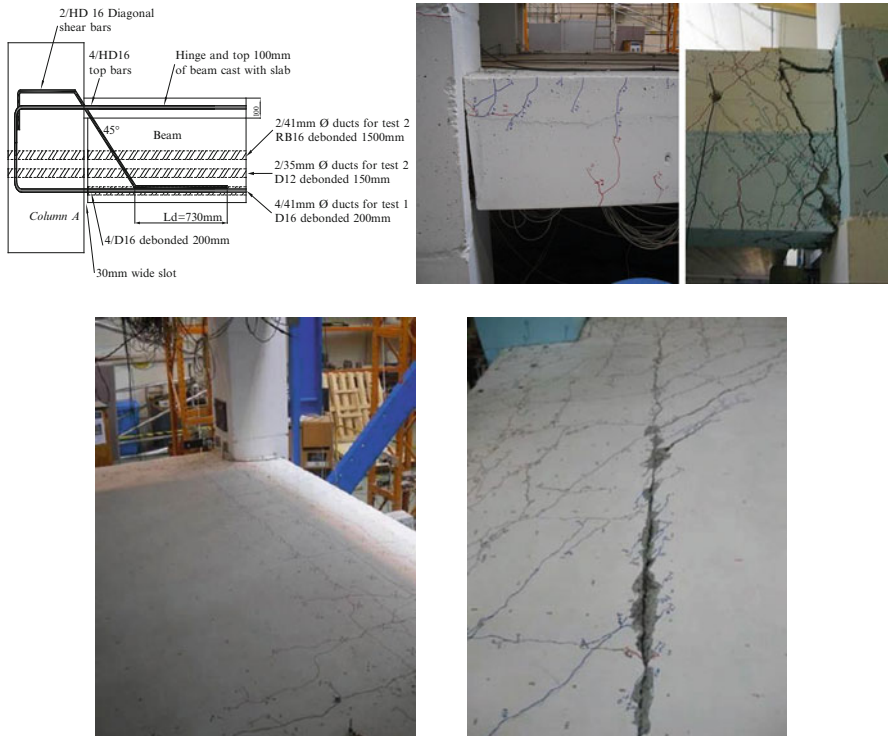 2/HD 16 Diagonal
shear bars
4/HD16
top bars
Hinge and top 100mm
of beam cast with slab
100
45°
Beam
2/41mm Ø ducts for test 2
RB16 debonded 1500mm
2/35mm Ø ducts for test 2
D12 debonded 150mm
4/41mm Ø ducts for test 1
D16 debonded 200mm
Column A
Ld=730mm
4/D16 debonded 200mm
30mm wide slot